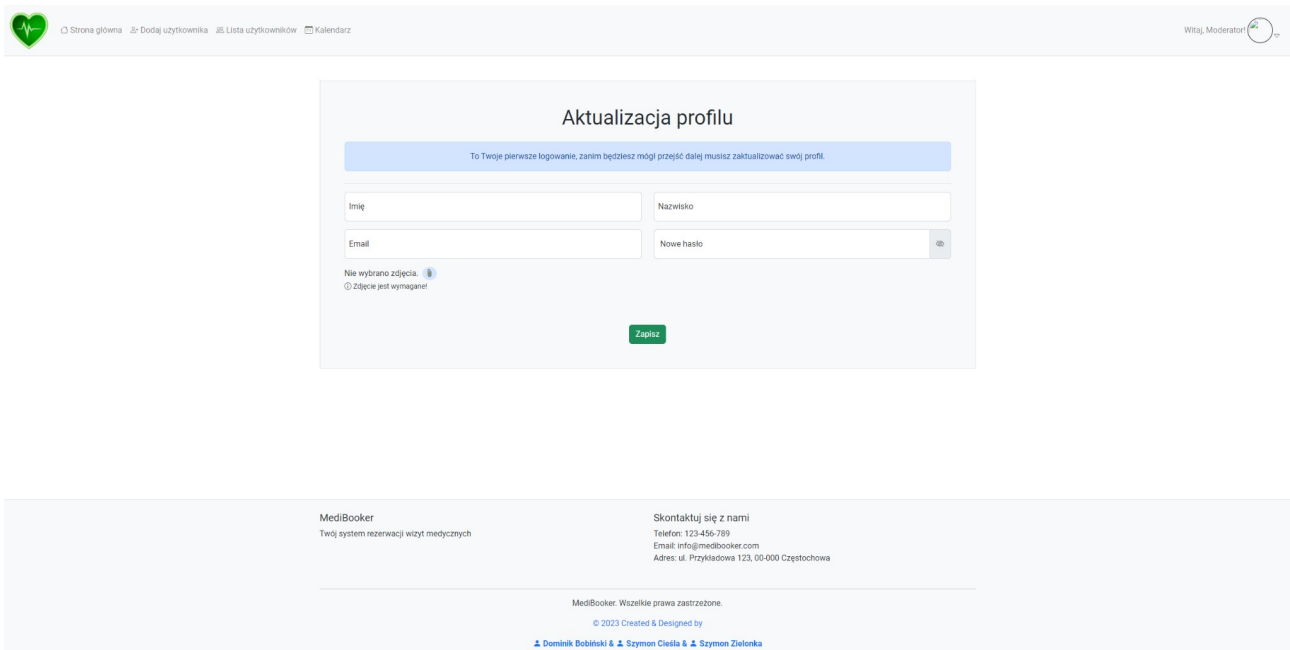 Strona główna Dodaj użytkownika Lista użytkowników Kalendarz Witaj, Moderator!
Aktualizacja profilu
To Twoje pierwsze logowanie, zanim będziesz mógł przejść dalej musisz zaktualizować swój profil.
Imię Nazwisko
Email Nowe hasło
Nie wybrano zdjęcia.
Zdjęcie jest wymagane!
Zapisz
MediBooker
Twój system rezerwacji wizyt medycznych
Skontaktuj się z nami
Telefon: 123-456-789
Email: info@medibooker.com
Adres: ul. Przykładowa 123, 00-000 Częstochowa
MediBooker. Wszelkie prawa zastrzeżone.
© 2023 Created & Designed by
Dominik Bobiński & Szymon Cieśla & Szymon Zielonka